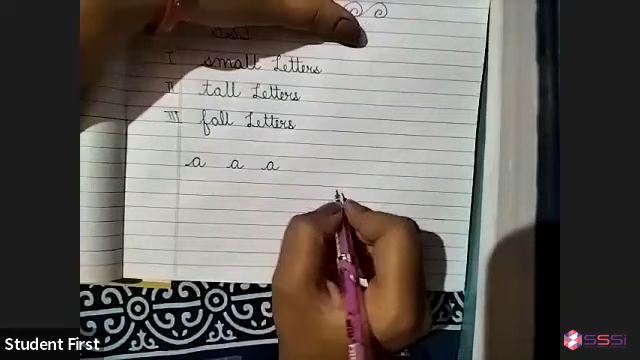 I small Letters
II tall Letters
III fall Letters
a a a
Student First
SSSi